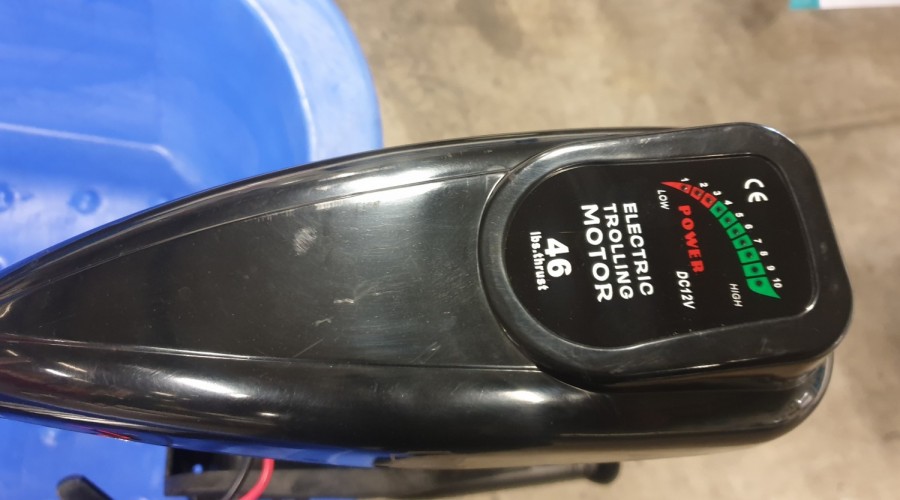 CE
1 2 3 4 5 6 7 8 9 10
LOW POWER HIGH
DC12V
ELECTRIC
TROLLING
MOTOR
46
lbs.thrust